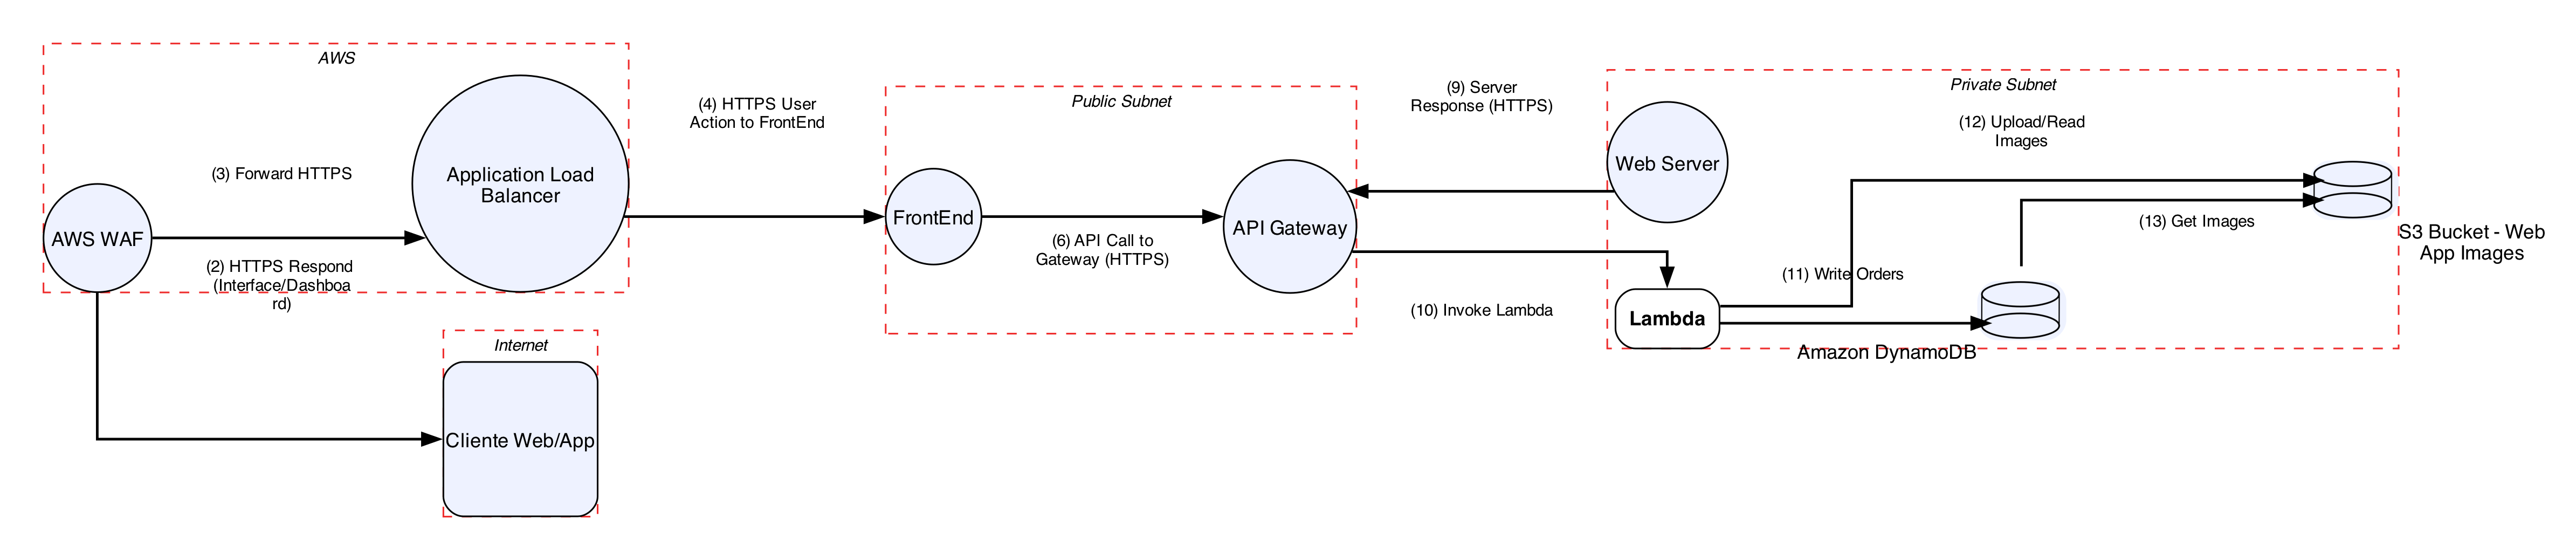 AWS
Application Load
Balancer
AWS WAF
(3) Forward HTTPS
(2) HTTPS Respond
(Interface/Dashboa
rd)
Internet
Cliente Web/App
(4) HTTPS User
Action to FrontEnd
Public Subnet
FrontEnd
(6) API Call to
Gateway (HTTPS)
API Gateway
(9) Server
Response (HTTPS)
(10) Invoke Lambda
Private Subnet
Web Server
(12) Upload/Read
Images
(11) Write Orders
Lambda
Amazon DynamoDB
(13) Get Images
S3 Bucket - Web
App Images